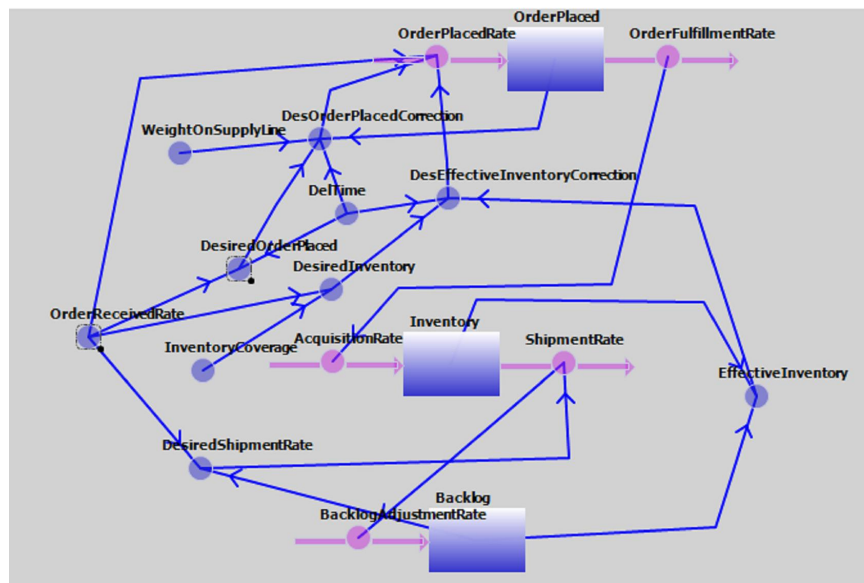 OrderPlaced
OrderPlacedRate
OrderFulfillmentRate
DesOrderPlacedCorrection
WeightOnSupplyLine
DesEffectiveInventoryCorrection
DelTime
DesiredOrderPlaced
DesiredInventory
OrderReceivedRate
Inventory
AcquisitionRate
ShipmentRate
InventoryCoverage
EffectiveInventory
DesiredShipmentRate
Backlog
BacklogAdjustmentRate